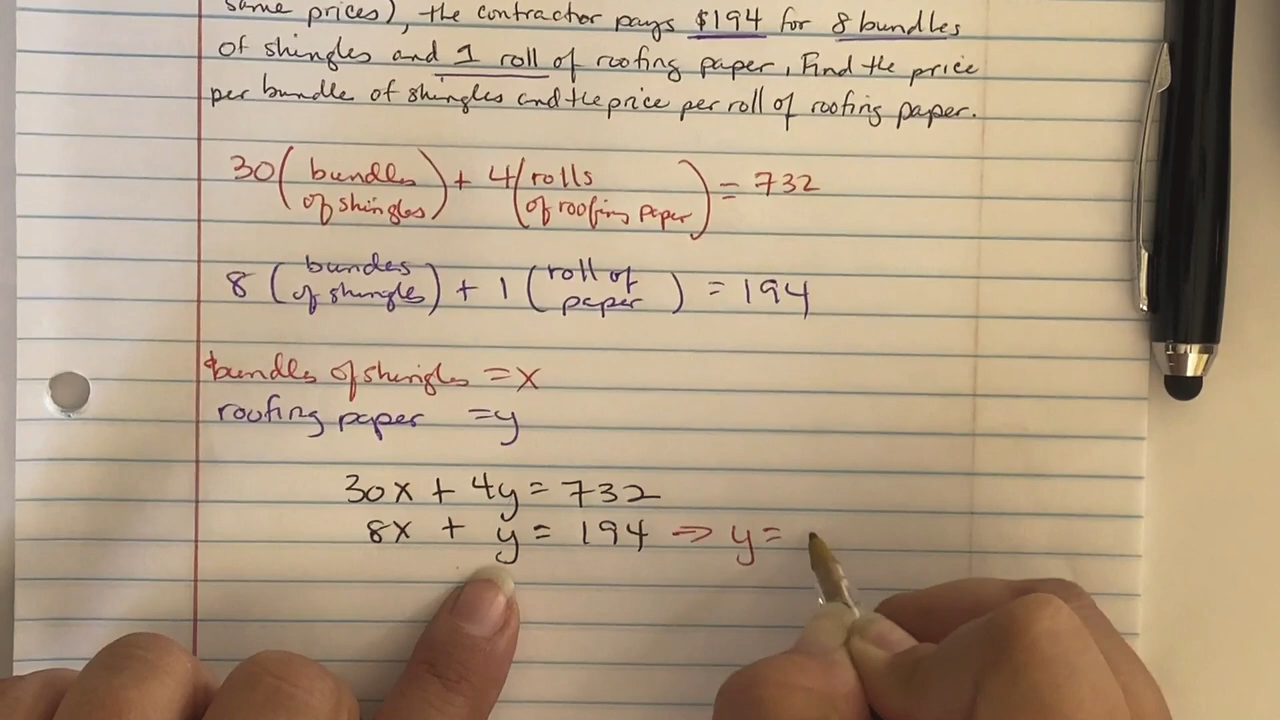 same prices), the contractor pays $194 for 8 bundles
of shingles and 1 roll of roofing paper. Find the price
per bundle of shingles and the price per roll of roofing paper.
30 (bundles of shingles) + 4 (rolls of roofing paper) = 732
8 (bundes of shingles) + 1 (roll of paper) = 194
bundles of shingles = x
roofing paper = y
30x + 4y = 732
8x + y = 194 ⇒ y =